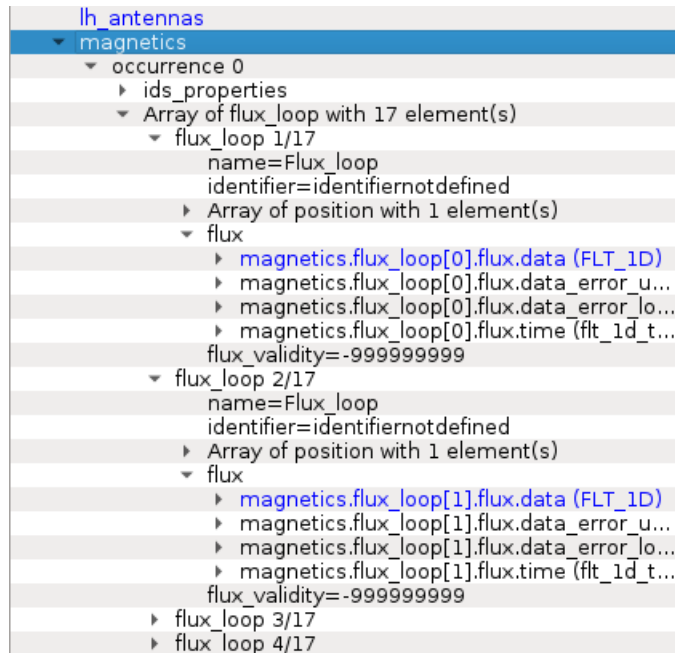 lh_antennas
magnetics
occurrence 0
ids_properties
Array of flux_loop with 17 element(s)
flux_loop 1/17
name=Flux_loop
identifier=identifiernotdefined
Array of position with 1 element(s)
flux
magnetics.flux_loop[0].flux.data (FLT_1D)
magnetics.flux_loop[0].flux.data_error_u...
magnetics.flux_loop[0].flux.data_error_lo...
magnetics.flux_loop[0].flux.time (flt_1d_t...
flux_validity=-999999999
flux_loop 2/17
name=Flux_loop
identifier=identifiernotdefined
Array of position with 1 element(s)
flux
magnetics.flux_loop[1].flux.data (FLT_1D)
magnetics.flux_loop[1].flux.data_error_u...
magnetics.flux_loop[1].flux.data_error_lo...
magnetics.flux_loop[1].flux.time (flt_1d_t...
flux_validity=-999999999
flux_loop 3/17
flux_loop 4/17